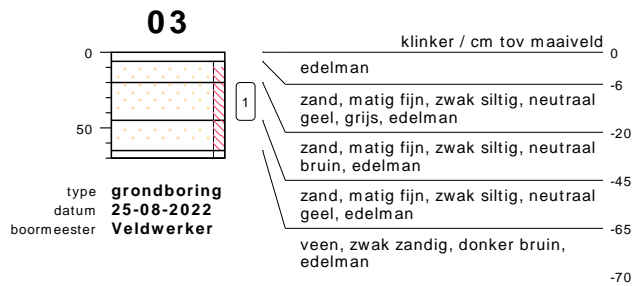 03
klinker / cm tov maaiveld
0
0
edelman
-6
zand, matig fijn, zwak siltig, neutraal
geel, grijs, edelman
-20
1
zand, matig fijn, zwak siltig, neutraal
bruin, edelman
50
-45
zand, matig fijn, zwak siltig, neutraal
geel, edelman
-65
veen, zwak zandig, donker bruin,
edelman
-70
type grondboring
datum 25-08-2022
boormeester Veldwerker